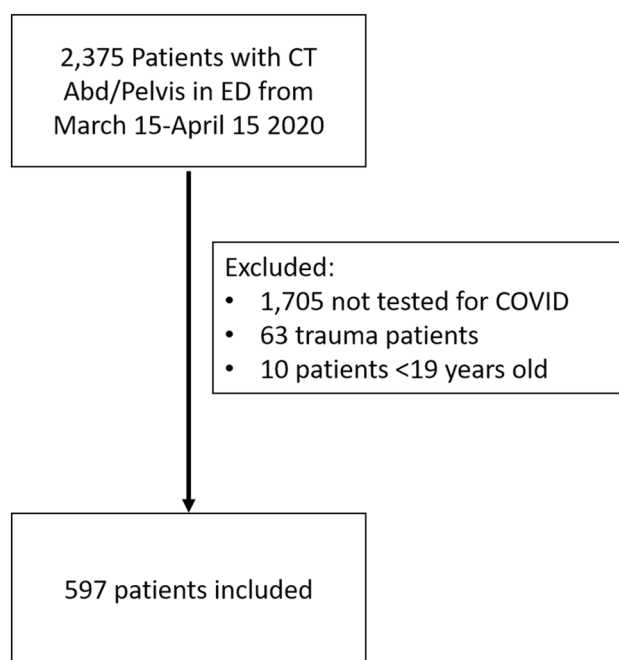 2,375 Patients with CT
Abd/Pelvis in ED from
March 15-April 15 2020
Excluded:
• 1,705 not tested for COVID
• 63 trauma patients
• 10 patients <19 years old
597 patients included